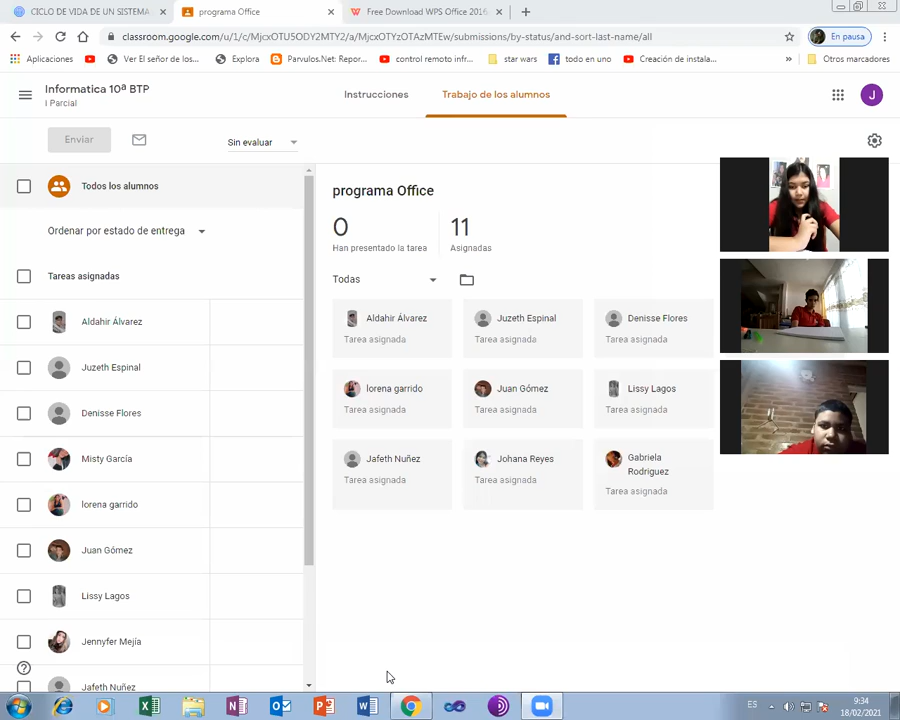 CICLO DE VIDA DE UN SISTEMA
programa Office
Free Download WPS Office 2016
classroom.google.com/u/1/c/MjcxOTU5ODY2MTY2/a/MjcxOTYzOTAzMTEw/submissions/by-status/and-sort-last-name/all
En pausa
Aplicaciones
Ver El señor de los...
Explora
Parvulos.Net: Repor...
control remoto infr...
star wars
todo en uno
Creación de instala...
»
Otros marcadores
Informatica 10ª BTP
I Parcial
Instrucciones
Trabajo de los alumnos
J
Enviar
Sin evaluar
Todos los alumnos
Ordenar por estado de entrega
Tareas asignadas
Aldahir Álvarez
Juzeth Espinal
Denisse Flores
Misty García
lorena garrido
Juan Gómez
Lissy Lagos
Jennyfer Mejía
Jafeth Nuñez
programa Office
0
Han presentado la tarea
11
Asignadas
Todas
Aldahir Álvarez
Tarea asignada
Juzeth Espinal
Tarea asignada
Denisse Flores
Tarea asignada
lorena garrido
Tarea asignada
Juan Gómez
Tarea asignada
Lissy Lagos
Tarea asignada
Jafeth Nuñez
Tarea asignada
Johana Reyes
Tarea asignada
Gabriela
Rodriguez
Tarea asignada
ES
9:34
18/02/2021